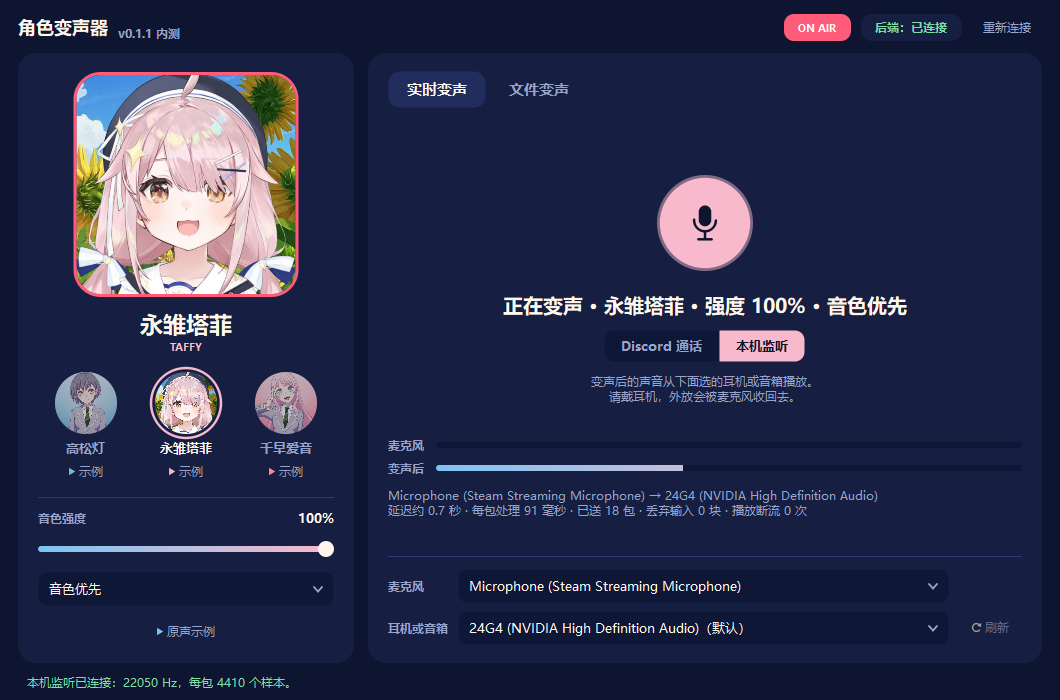 角色变声器 v0.1.1 内测
ON AIR
后端：已连接
重新连接
永雏塔菲
TAFFY
高松灯
永雏塔菲
千早爱音
示例
示例
示例
音色强度 100%
音色优先
原声示例
实时变声
文件变声
正在变声 • 永雏塔菲 • 强度 100% • 音色优先
Discord 通话
本机监听
变声后的声音从下面选的耳机或音箱播放。
请戴耳机，外放会被麦克风收回去。
麦克风
变声后
Microphone (Steam Streaming Microphone) → 24G4 (NVIDIA High Definition Audio)
延迟约 0.7 秒 · 每包处理 91 毫秒 · 已送 18 包 · 丢弃输入 0 块 · 播放断流 0 次
麦克风
Microphone (Steam Streaming Microphone)
耳机或音箱
24G4 (NVIDIA High Definition Audio)（默认）
刷新
本机监听已连接：22050 Hz，每包 4410 个样本。